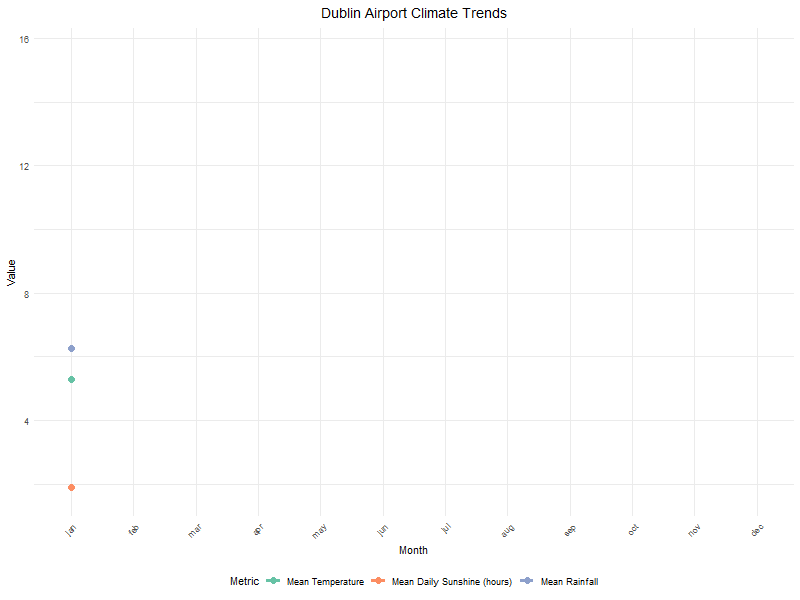 Dublin Airport Climate Trends
16
12
8
4
Value
jan feb mar apr may jun jul aug sep oct nov dec
Month
Metric Mean Temperature Mean Daily Sunshine (hours) Mean Rainfall